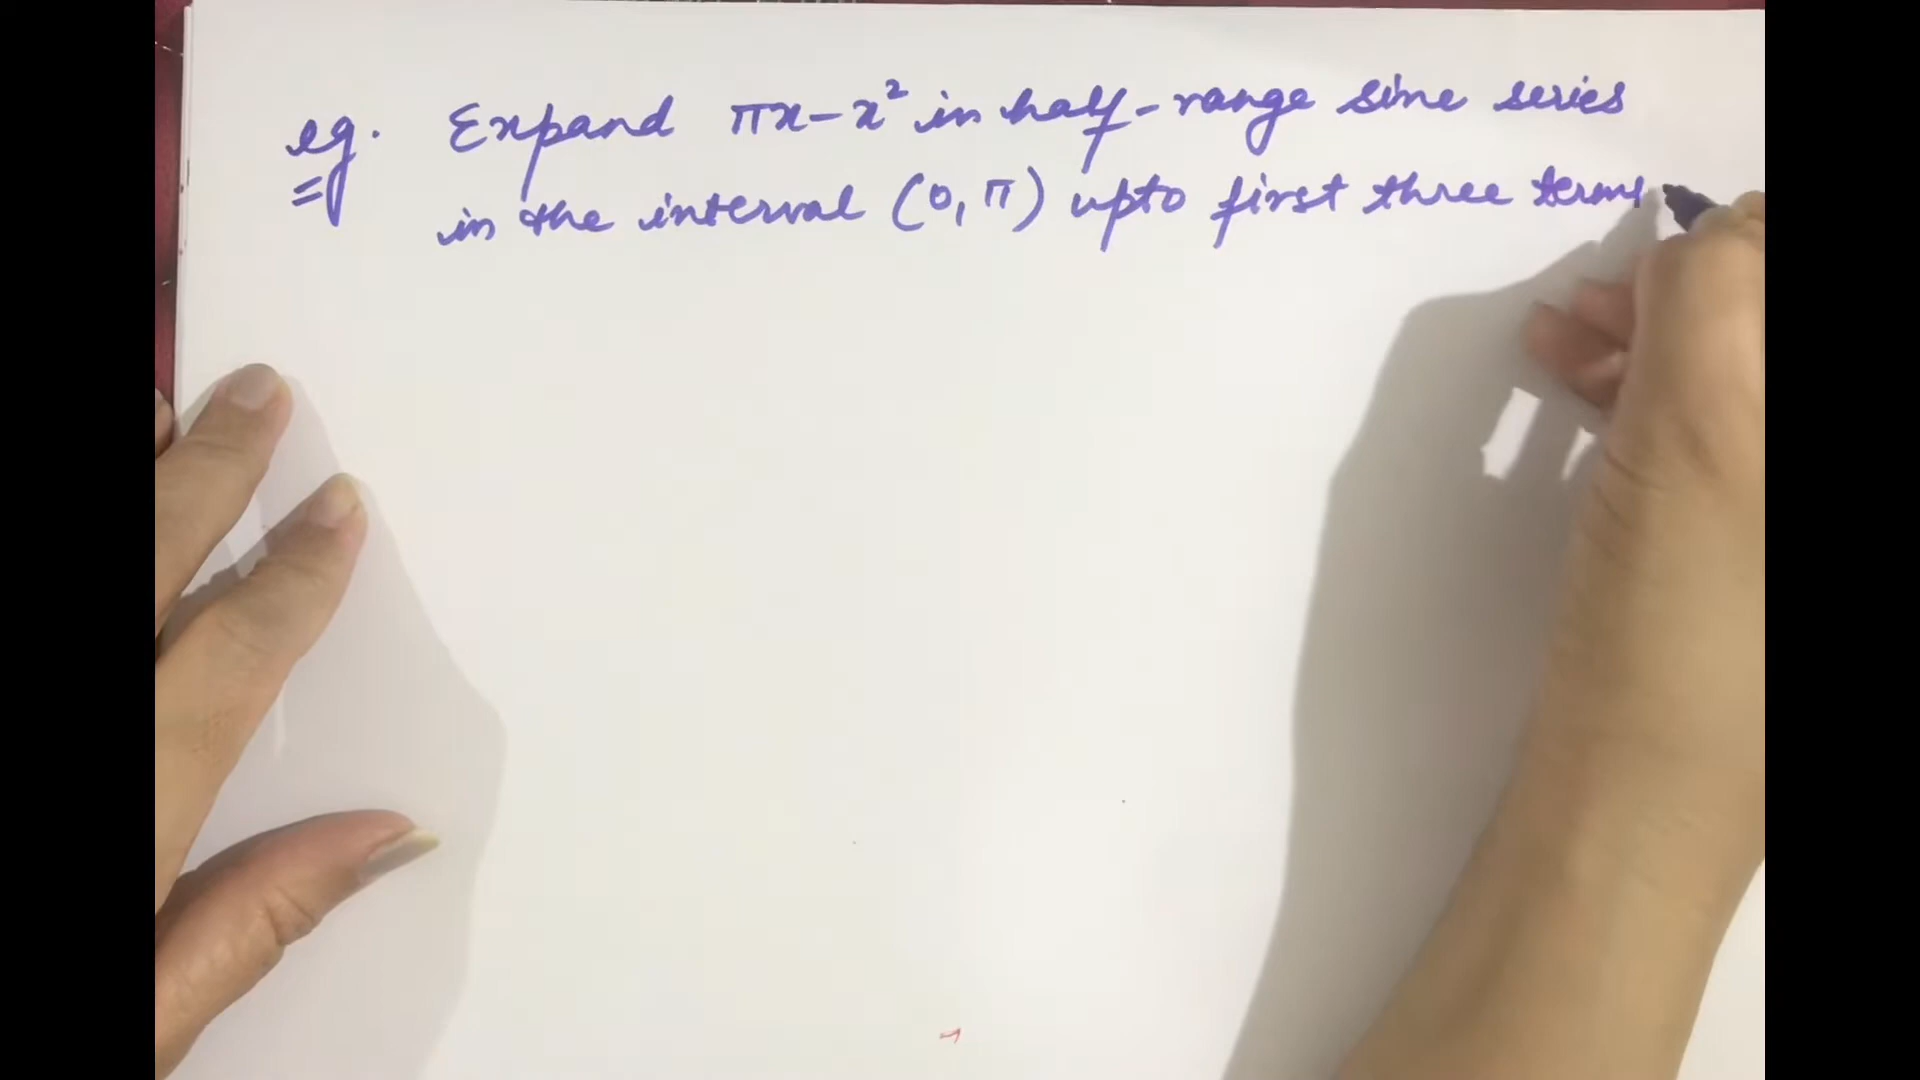 eg. Expand πx-x² in half-range sine series
in the interval (0, π) upto first three terms